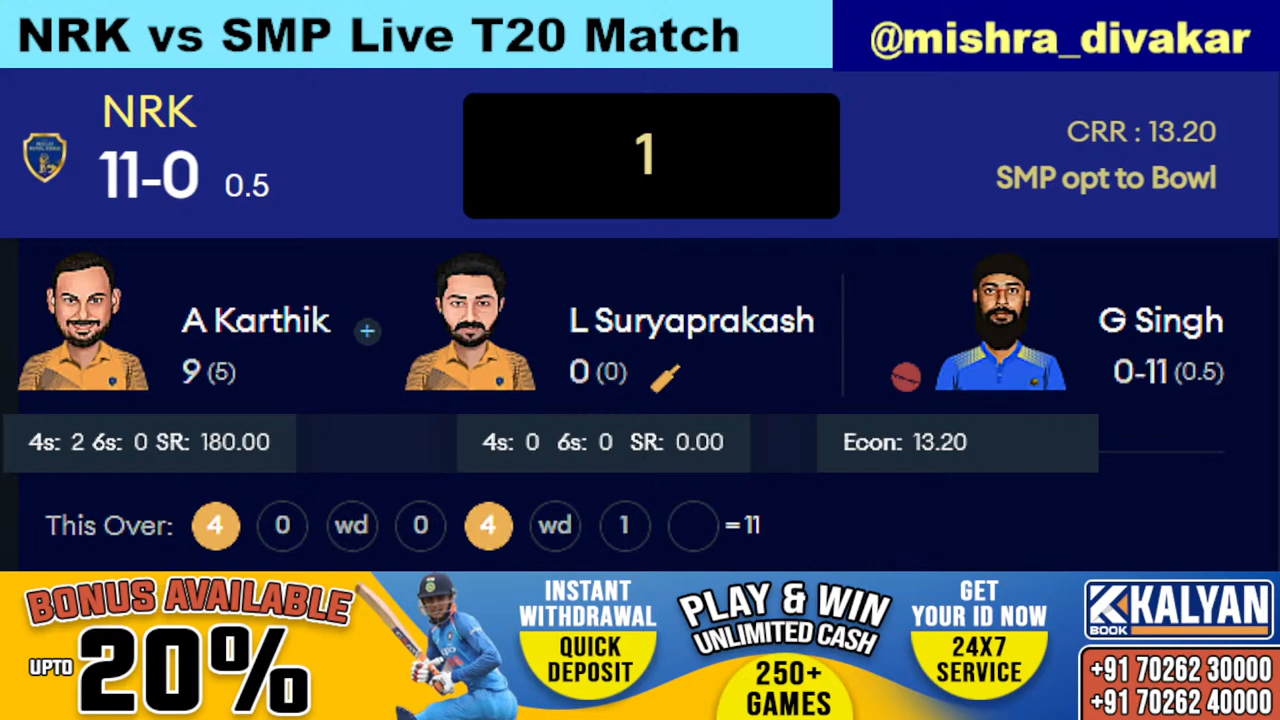 NRK vs SMP Live T20 Match
@mishra_divakar
NRK
11-0 0.5
1
CRR : 13.20
SMP opt to Bowl
A Karthik
9 (5)
L Suryaprakash
0 (0)
G Singh
0-11 (0.5)
4s: 2 6s: 0 SR: 180.00
4s: 0 6s: 0 SR: 0.00
Econ: 13.20
This Over: 4 0 wd 0 4 wd 1 = 11
BONUS AVAILABLE
UPTO 20%
INSTANT
WITHDRAWAL
QUICK
DEPOSIT
PLAY & WIN
UNLIMITED CASH
250+
GAMES
GET
YOUR ID NOW
24X7
SERVICE
KALYAN
BOOK
+91 70262 30000
+91 70262 40000